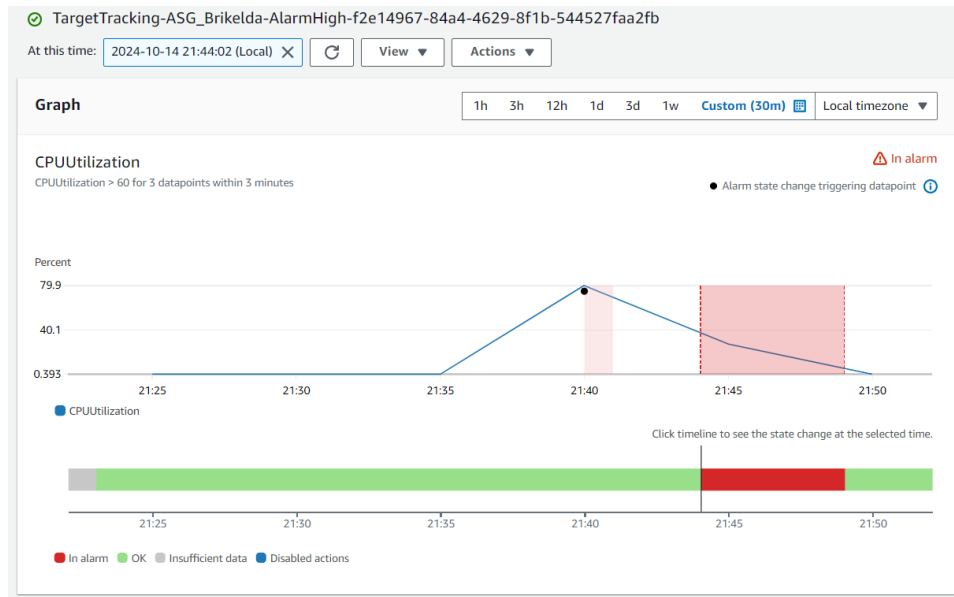 TargetTracking-ASG_Brikelda-AlarmHigh-f2e14967-84a4-4629-8f1b-544527faa2fb
At this time: 2024-10-14 21:44:02 (Local) View Actions
Graph 1h 3h 12h 1d 3d 1w Custom (30m) Local timezone
CPUUtilization In alarm
CPUUtilization > 60 for 3 datapoints within 3 minutes Alarm state change triggering datapoint
Percent
79.9
40.1
0.393
21:25 21:30 21:35 21:40 21:45 21:50
CPUUtilization
Click timeline to see the state change at the selected time.
21:25 21:30 21:35 21:40 21:45 21:50
In alarm OK Insufficient data Disabled actions